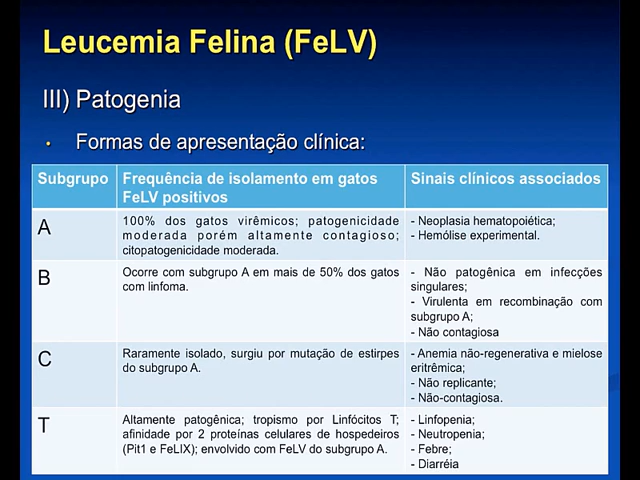 Leucemia Felina (FeLV)
III) Patogenia
• Formas de apresentação clínica:
Subgrupo
Frequência de isolamento em gatos
FeLV positivos
Sinais clínicos associados
A
100% dos gatos virêmicos; patogenicidade
moderada porém altamente contagioso;
citopatogenicidade moderada.
- Neoplasia hematopoiética;
- Hemólise experimental.
B
Ocorre com subgrupo A em mais de 50% dos gatos
com linfoma.
- Não patogênica em infecções
singulares;
- Virulenta em recombinação com
subgrupo A;
- Não contagiosa
C
Raramente isolado, surgiu por mutação de estirpes
do subgrupo A.
- Anemia não-regenerativa e mielose
eritrêmica;
- Não replicante;
- Não-contagiosa.
T
Altamente patogênica; tropismo por Linfócitos T;
afinidade por 2 proteínas celulares de hospedeiros
(Pit1 e FeLIX); envolvido com FeLV do subgrupo A.
- Linfopenia;
- Neutropenia;
- Febre;
- Diarréia